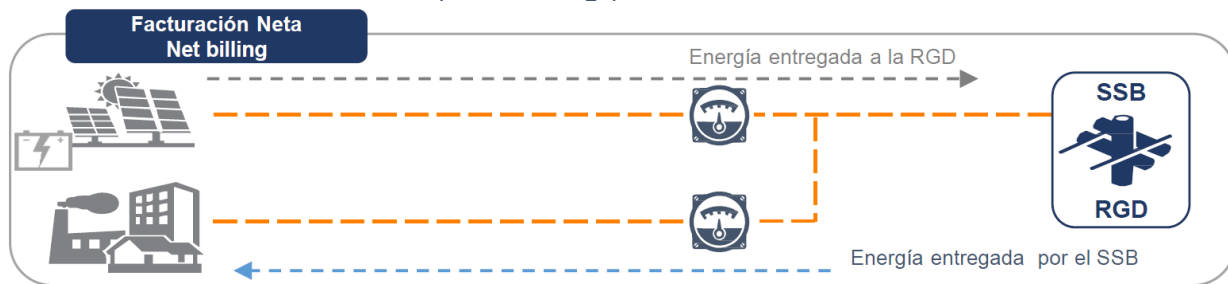 Facturación Neta
Net billing
Energía entregada a la RGD
SSB
RGD
Energía entregada por el SSB